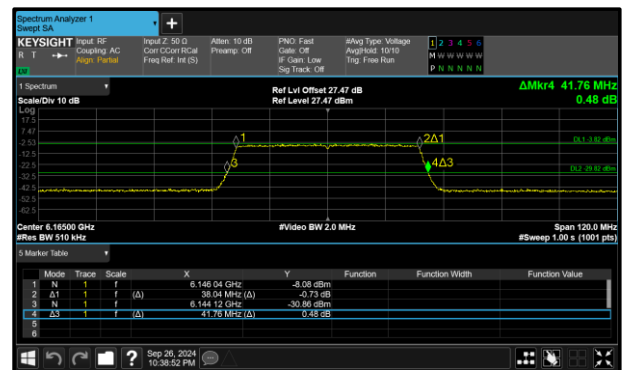 Spectrum Analyzer 1
Swept SA
+
KEYSIGHT Input: RF Input Z: 50 Ω Atten: 10 dB PNO: Fast #Avg Type: Voltage 1 2 3 4 5 6
R T Coupling: AC Corr CCorr RCal Preamp: Off Gate: Off Avg|Hold: 10/10 M W W W W W
Align: Partial Freq Ref: Int (S) IF Gain: Low Trig: Free Run P N N N N N
Sig Track: Off
1 Spectrum
Scale/Div 10 dB
Ref Lvl Offset 27.47 dB
Ref Level 27.47 dBm
ΔMkr4 41.76 MHz
0.48 dB
Log
17.5
7.47
-2.53
-12.5
-22.5
-32.5
-42.5
-52.5
-62.5
1
2Δ1
3
4Δ3
DL1 -3.82 dBm
DL2 -29.82 dBm
Center 6.16500 GHz #Video BW 2.0 MHz Span 120.0 MHz
#Res BW 510 kHz #Sweep 1.00 s (1001 pts)
5 Marker Table
Mode Trace Scale X Y Function Function Width Function Value
1 N 1 f 6.146 04 GHz -8.08 dBm
2 Δ1 1 f (Δ) 38.04 MHz (Δ) -0.73 dB
3 N 1 f 6.144 12 GHz -30.86 dBm
4 Δ3 1 f (Δ) 41.76 MHz (Δ) 0.48 dB
5
6
? Sep 26, 2024
10:38:52 PM